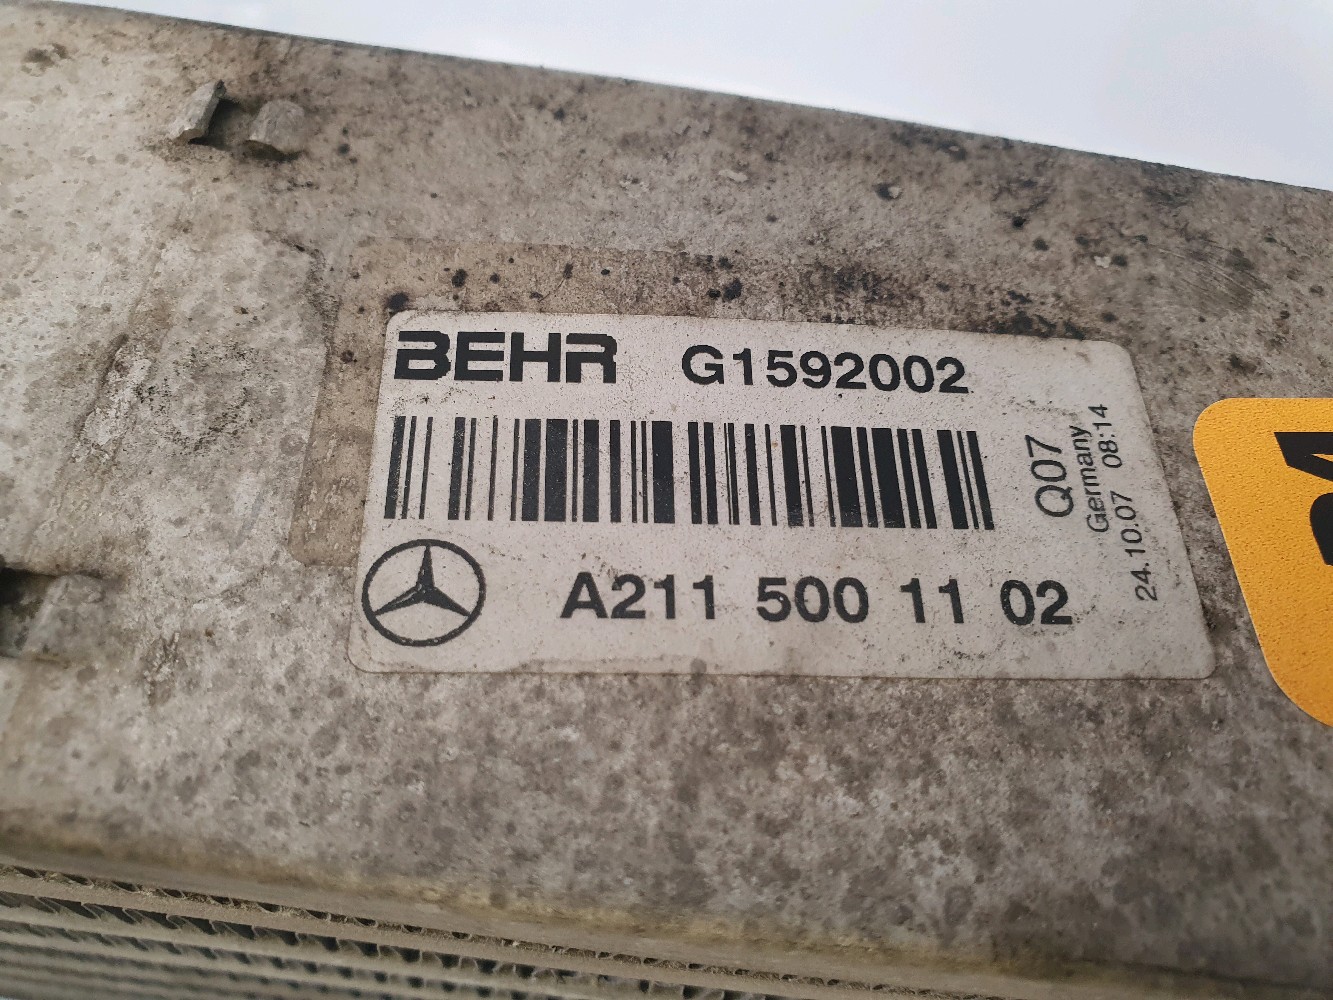 BEHR G1592002
A211 500 11 02
Q07
Germany
24.10.07 08:14